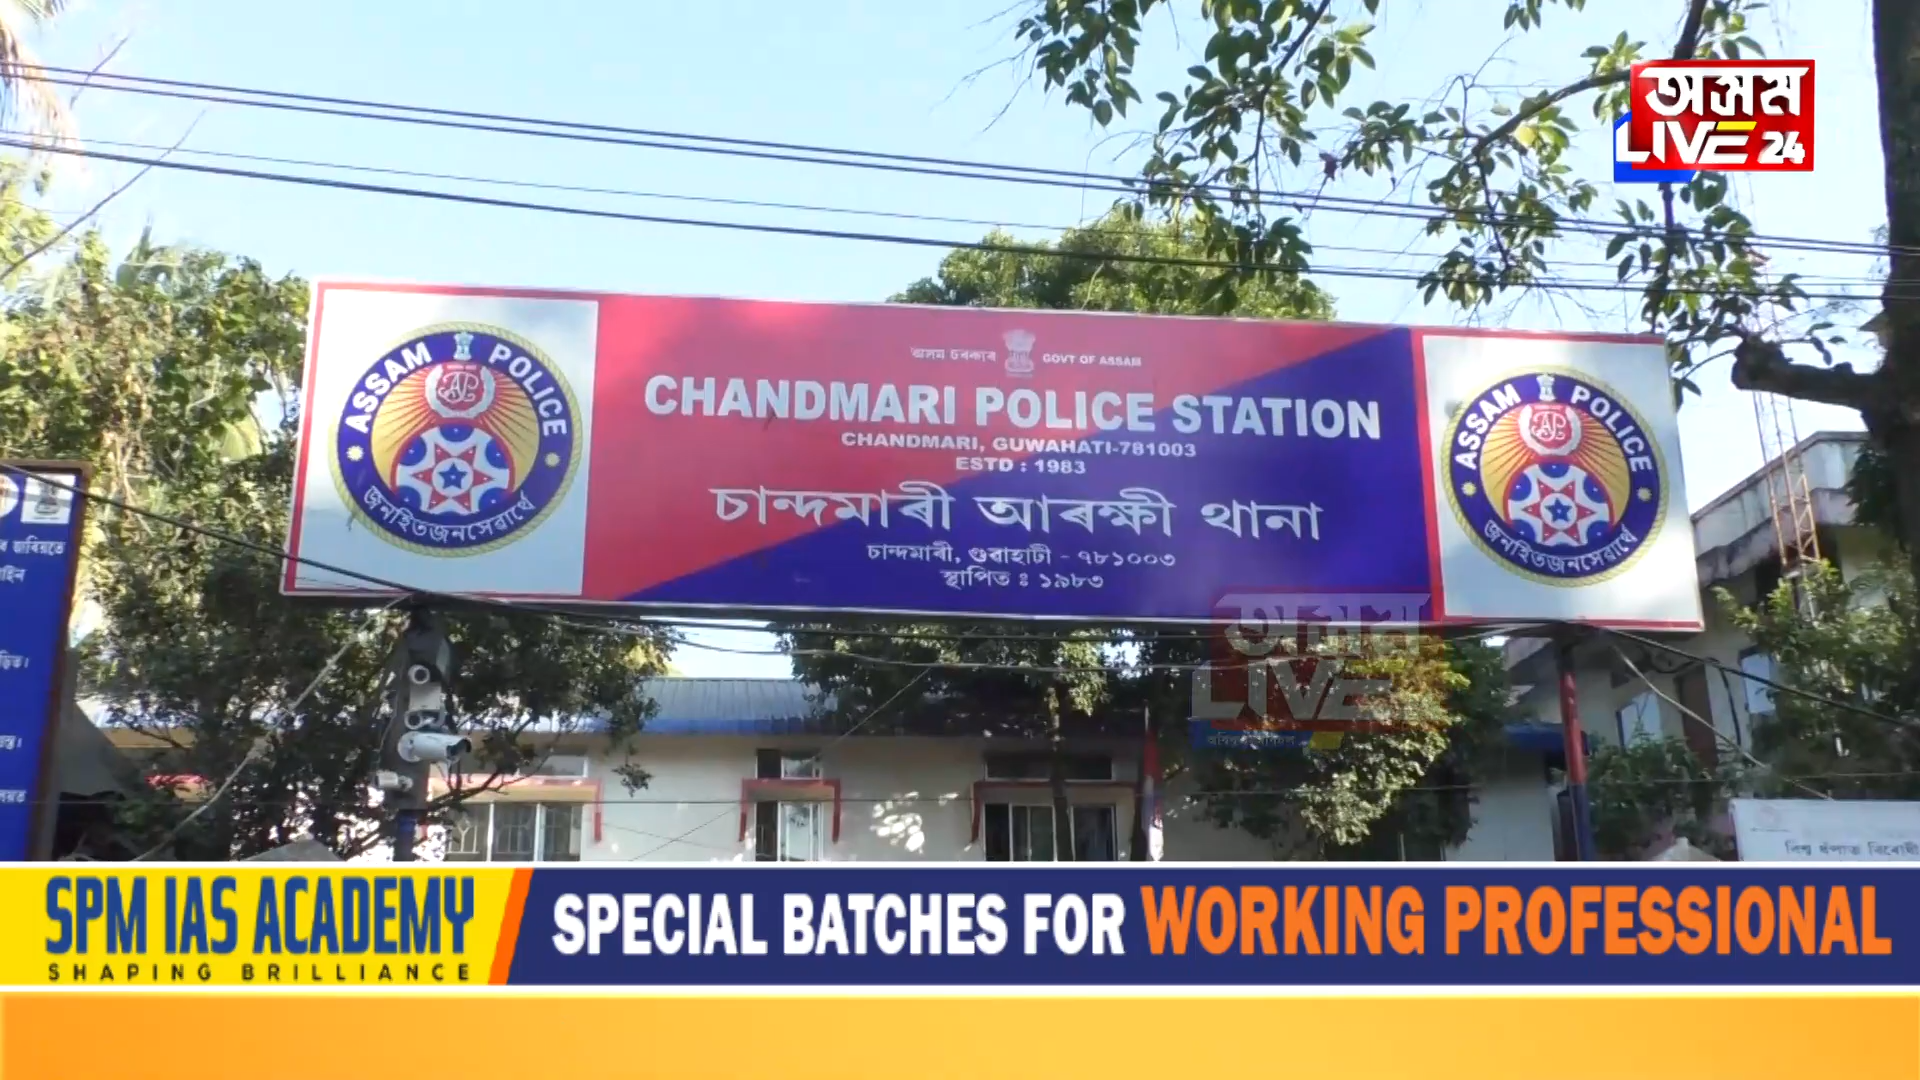 অসম
LIVE 24
অসম চৰকাৰ
GOVT OF ASSAM
CHANDMARI POLICE STATION
CHANDMARI, GUWAHATI-781003
ESTD : 1983
চান্দমাৰী আৰক্ষী থানা
চান্দমাৰী, গুৱাহাটী - ৭৮১০০৩
স্থাপিত ঃ ১৯৮৩
ASSAM POLICE
জনহিতজনসেৱাৰ্থে
ASSAM POLICE
জনহিতজনসেৱাৰ্থে
অসম
LIVE
SPM IAS ACADEMY
SHAPING BRILLIANCE
SPECIAL BATCHES FOR WORKING PROFESSIONAL